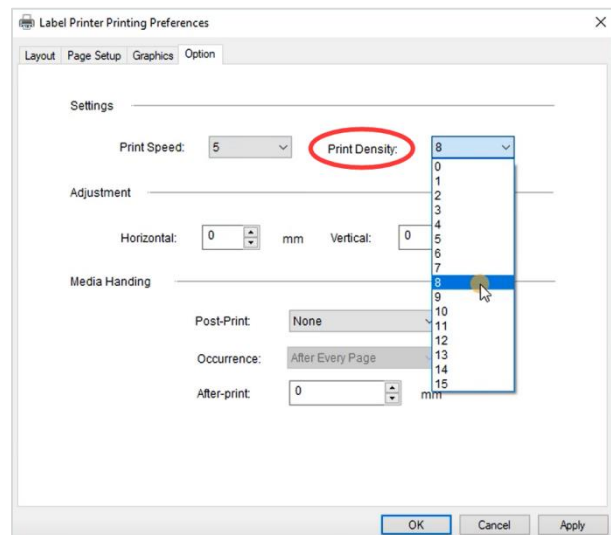 Label Printer Printing Preferences
Layout Page Setup Graphics Option
Settings
Print Speed: 5 Print Density: 8
0
1
2
3
4
5
6
7
8
9
10
11
12
13
14
15
Adjustment
Horizontal: 0 mm Vertical: 0
Media Handing
Post-Print: None
Occurrence: After Every Page
After-print: 0 mm
OK Cancel Apply